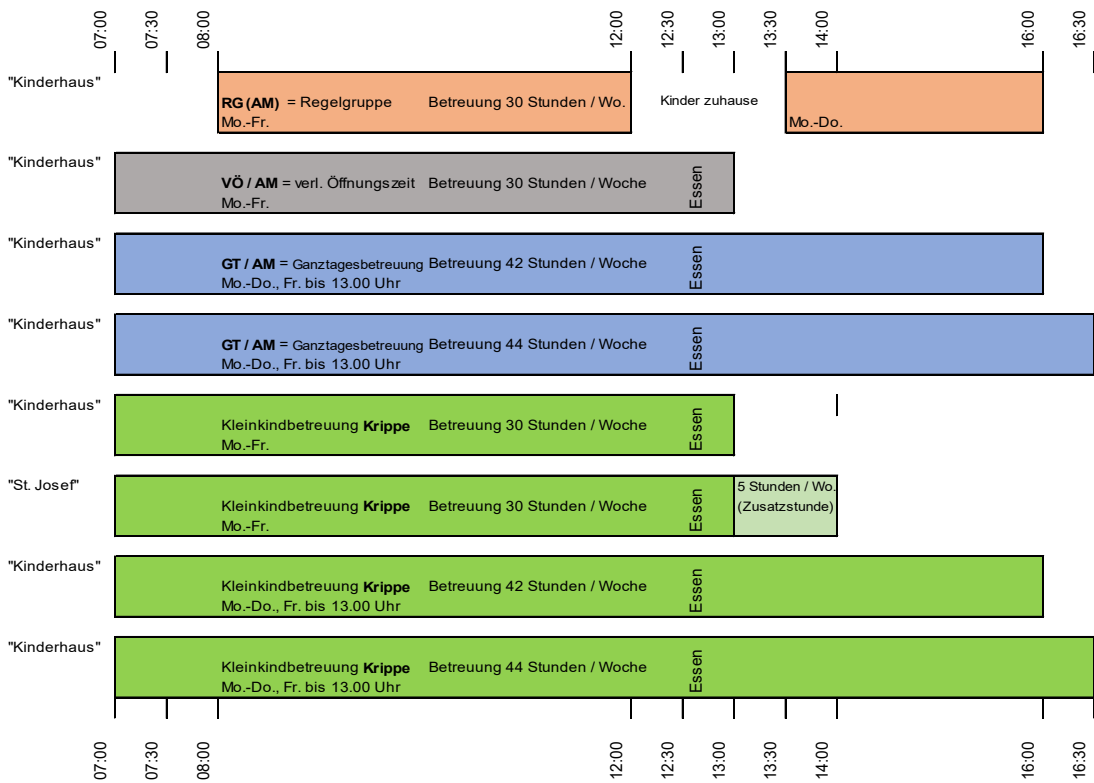 07:00 07:30 08:00 12:00 12:30 13:00 13:30 14:00 16:00 16:30
"Kinderhaus"
RG (AM) = Regelgruppe Betreuung 30 Stunden / Wo.
Mo.-Fr.
Kinder zuhause
Mo.-Do.
"Kinderhaus"
VÖ / AM = verl. Öffnungszeit Betreuung 30 Stunden / Woche
Mo.-Fr.
Essen
"Kinderhaus"
GT / AM = Ganztagesbetreuung Betreuung 42 Stunden / Woche
Mo.-Do., Fr. bis 13.00 Uhr
Essen
"Kinderhaus"
GT / AM = Ganztagesbetreuung Betreuung 44 Stunden / Woche
Mo.-Do., Fr. bis 13.00 Uhr
Essen
"Kinderhaus"
Kleinkindbetreuung Krippe Betreuung 30 Stunden / Woche
Mo.-Fr.
Essen
"St. Josef"
Kleinkindbetreuung Krippe Betreuung 30 Stunden / Woche
Mo.-Fr.
Essen
5 Stunden / Wo.
(Zusatzstunde)
"Kinderhaus"
Kleinkindbetreuung Krippe Betreuung 42 Stunden / Woche
Mo.-Do., Fr. bis 13.00 Uhr
Essen
"Kinderhaus"
Kleinkindbetreuung Krippe Betreuung 44 Stunden / Woche
Mo.-Do., Fr. bis 13.00 Uhr
Essen
07:00 07:30 08:00 12:00 12:30 13:00 13:30 14:00 16:00 16:30